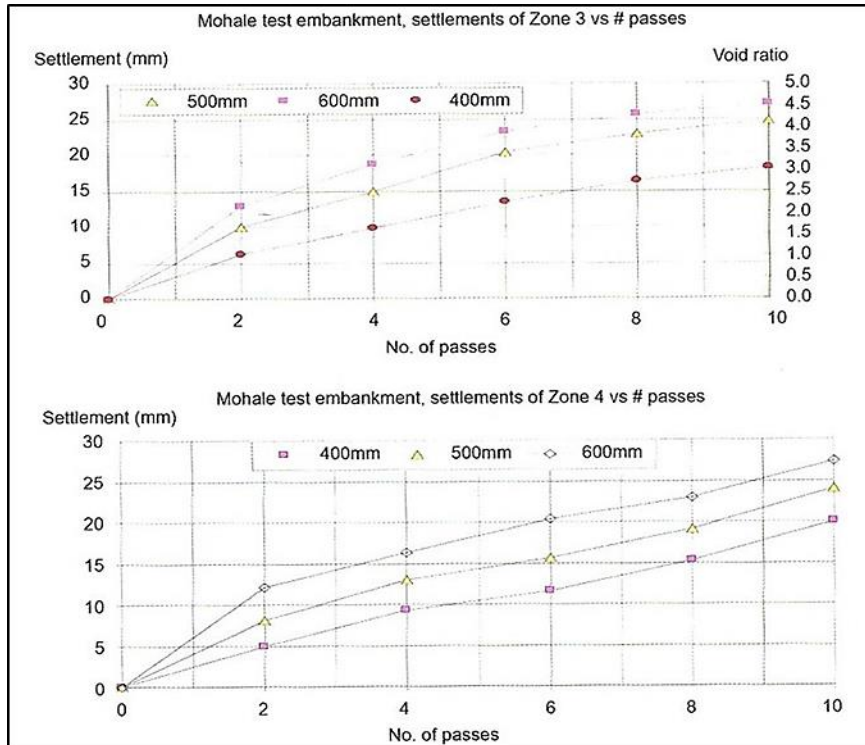 Mohale test embankment, settlements of Zone 3 vs # passes
Settlement (mm)
Void ratio
500mm 600mm 400mm
30
25
20
15
10
5
0
5.0
4.5
4.0
3.5
3.0
2.5
2.0
1.5
1.0
0.5
0.0
0 2 4 6 8 10
No. of passes
Mohale test embankment, settlements of Zone 4 vs # passes
Settlement (mm)
400mm 500mm 600mm
30
25
20
15
10
5
0
0 2 4 6 8 10
No. of passes